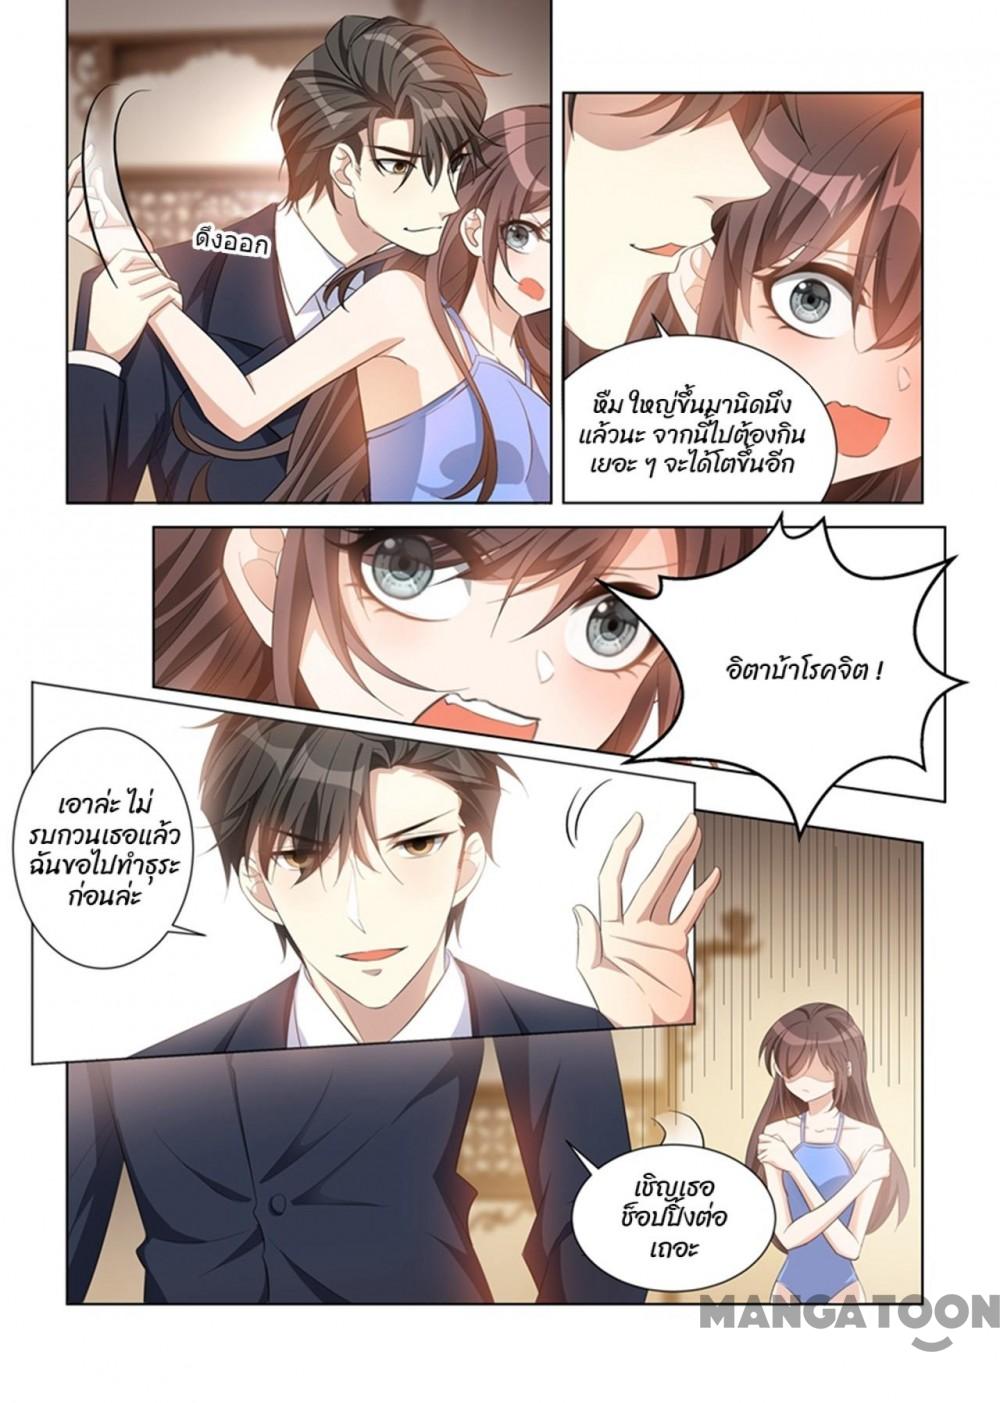 ดึงออก
หืม ใหญ่ขึ้นมานิดนึง
แล้วนะ จากนี้ไปต้องกิน
เยอะ ๆ จะได้โตขึ้นอีก
อิตาบ้าโรคจิต !
เอาล่ะ ไม่
รบกวนเธอแล้ว
ฉันขอไปทำธุระ
ก่อนล่ะ
เชิญเธอ
ช็อปปิ้งต่อ
เถอะ
MANGATOON